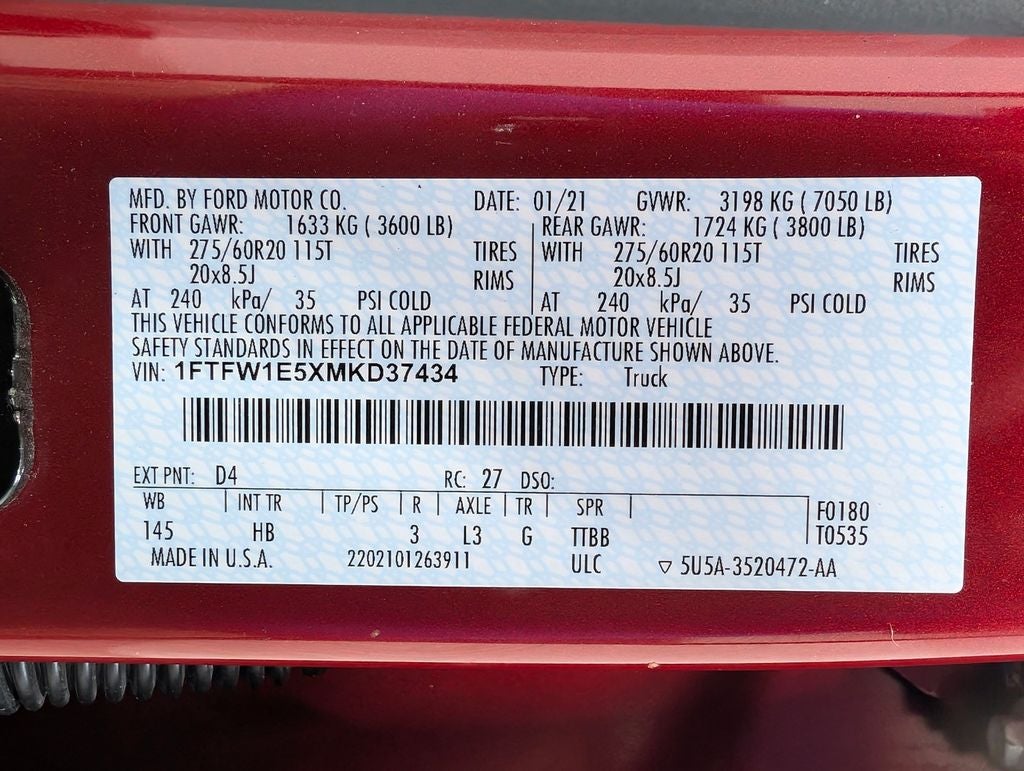 MFD. BY FORD MOTOR CO. DATE: 01/21 GVWR: 3198 KG ( 7050 LB)
FRONT GAWR: 1633 KG ( 3600 LB) REAR GAWR: 1724 KG ( 3800 LB)
WITH 275/60R20 115T TIRES WITH 275/60R20 115T TIRES
20x8.5J RIMS 20x8.5J RIMS
AT 240 kPa/ 35 PSI COLD AT 240 kPa/ 35 PSI COLD
THIS VEHICLE CONFORMS TO ALL APPLICABLE FEDERAL MOTOR VEHICLE
SAFETY STANDARDS IN EFFECT ON THE DATE OF MANUFACTURE SHOWN ABOVE.
VIN: 1FTFW1E5XMKD37434 TYPE: Truck
EXT PNT: D4 RC: 27 DSO:
WB INT TR TP/PS R AXLE TR SPR F0180
145 HB 3 L3 G TTBB T0535
MADE IN U.S.A. 2202101263911 ULC ▽ 5U5A-3520472-AA